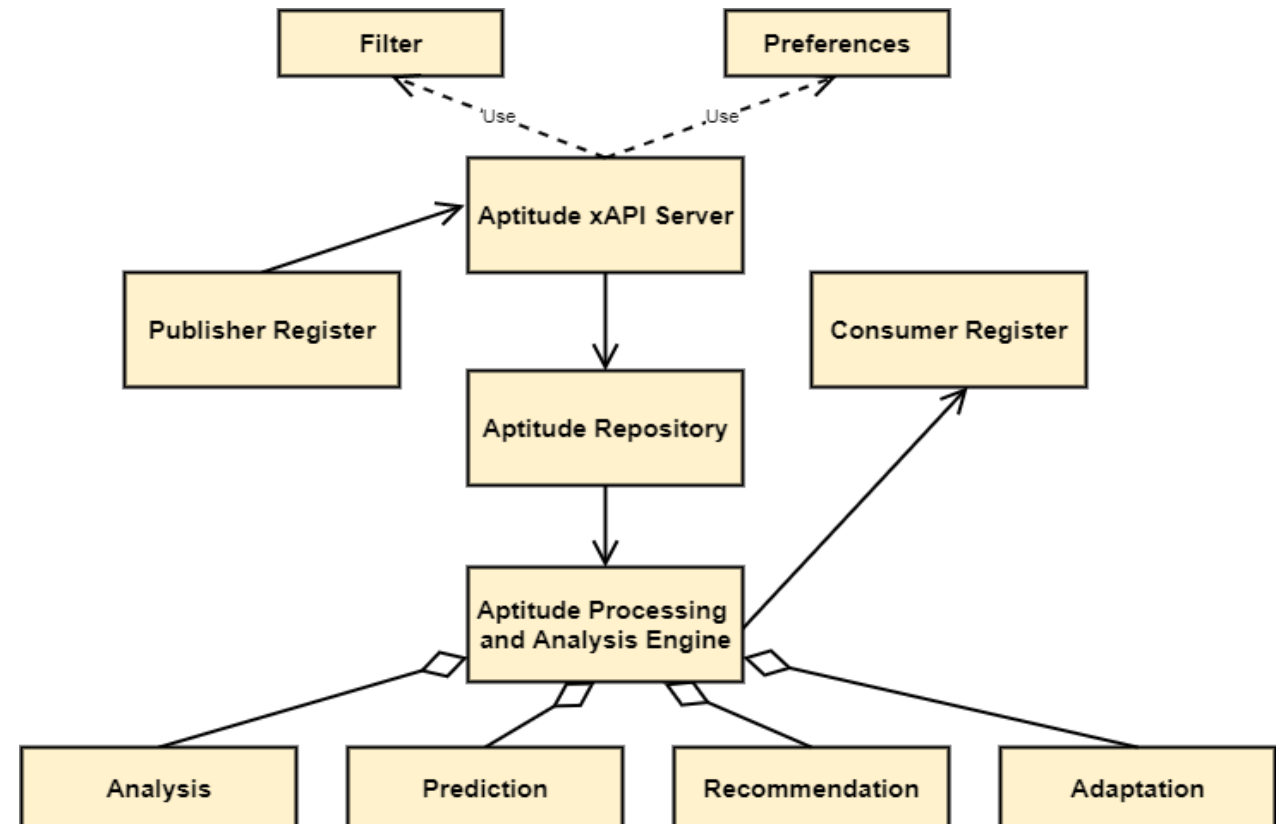 Filter
Preferences
Use
Use
Aptitude xAPI Server
Publisher Register
Consumer Register
Aptitude Repository
Aptitude Processing
and Analysis Engine
Analysis
Prediction
Recommendation
Adaptation